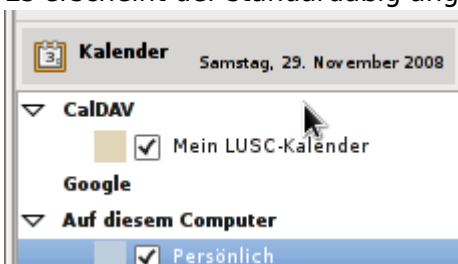 Kalender
Samstag, 29. November 2008
CalDAV
Mein LUSC-Kalender
Google
Auf diesem Computer
Persönlich